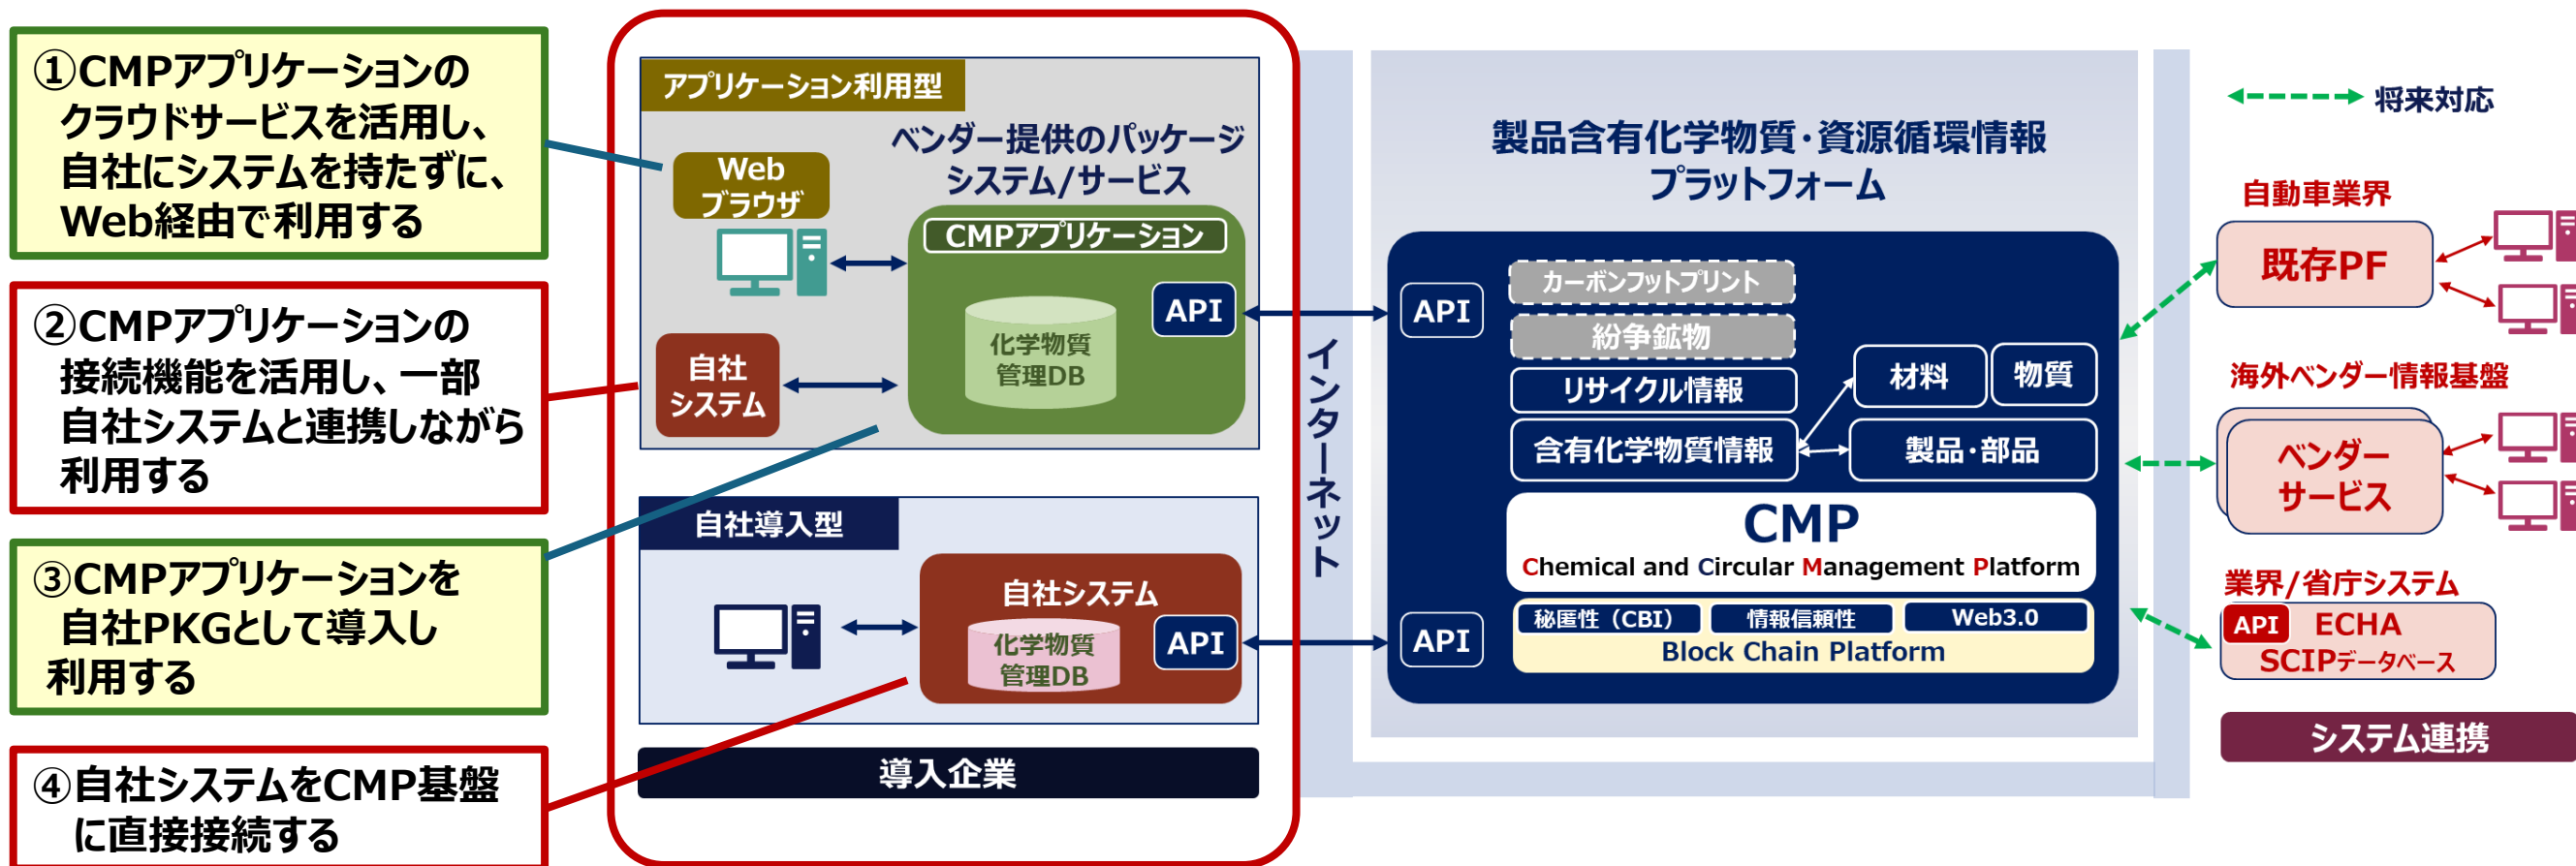 ①CMPアプリケーションの
クラウドサービスを活用し、
自社にシステムを持たずに、
Web経由で利用する
②CMPアプリケーションの
接続機能を活用し、一部
自社システムと連携しながら
利用する
③CMPアプリケーションを
自社PKGとして導入し
利用する
④自社システムをCMP基盤
に直接接続する
アプリケーション利用型
ベンダー提供のパッケージ
システム/サービス
Web
ブラウザ
CMPアプリケーション
API
化学物質
管理DB
自社
システム
自社導入型
自社システム
化学物質
管理DB
API
導入企業
インターネット
製品含有化学物質・資源循環情報
プラットフォーム
API
カーボンフットプリント
紛争鉱物
リサイクル情報
含有化学物質情報
材料
物質
製品・部品
CMP
Chemical and Circular Management Platform
API
秘匿性（CBI）
情報信頼性
Web3.0
Block Chain Platform
将来対応
自動車業界
既存PF
海外ベンダー情報基盤
ベンダー
サービス
業界/省庁システム
API
ECHA
SCIPデータベース
システム連携